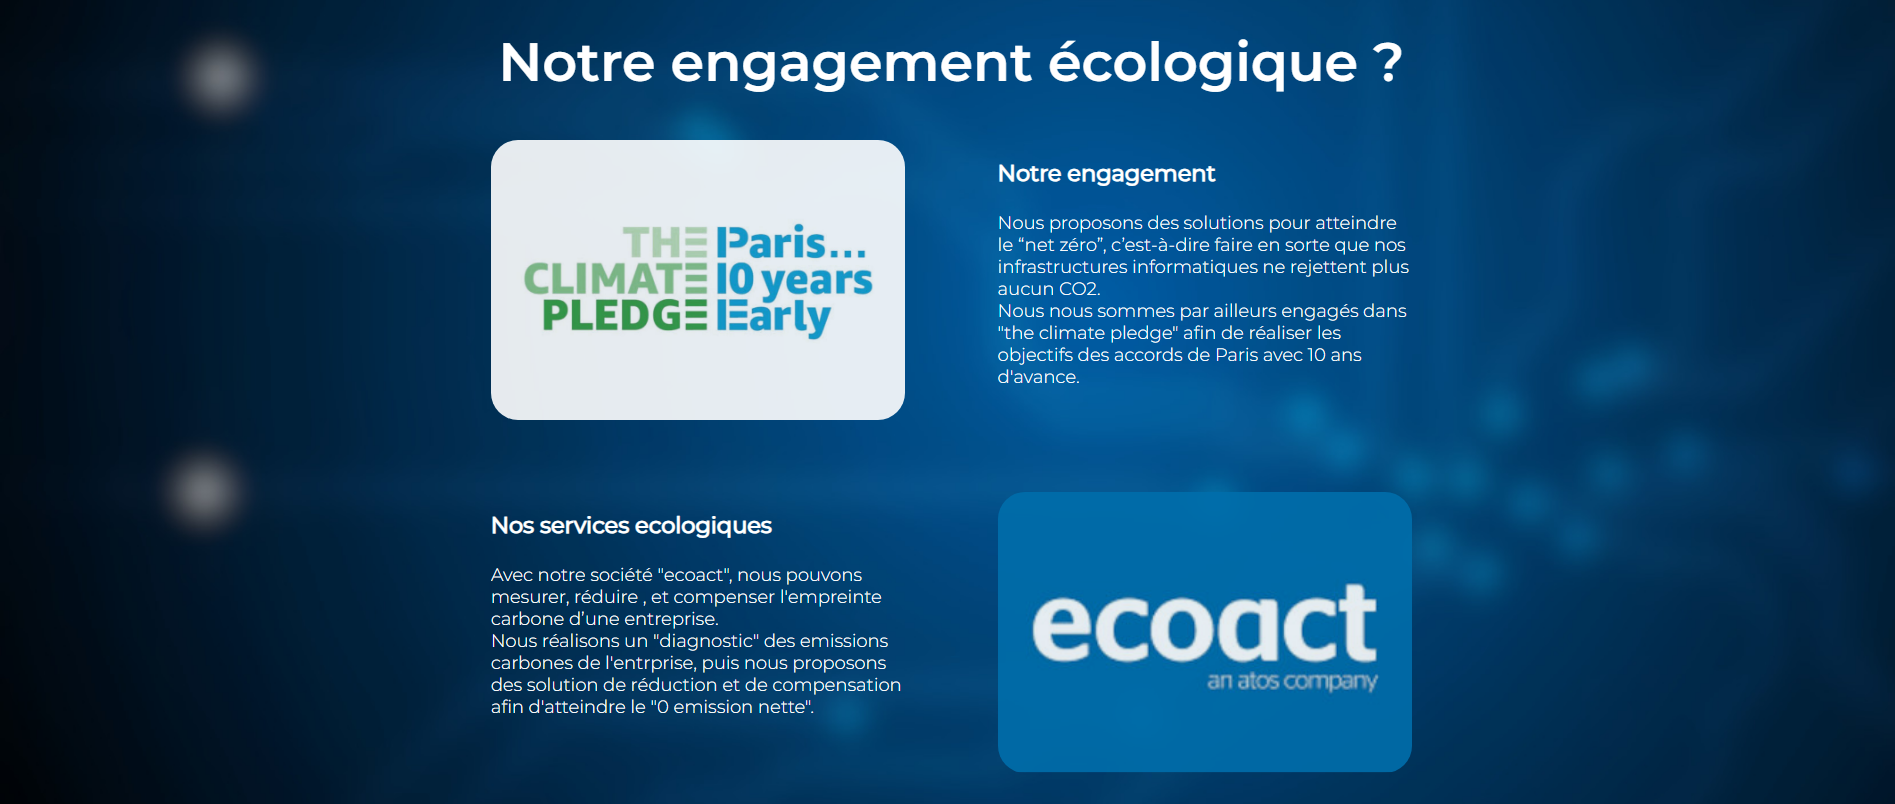 Notre engagement écologique ?
THE
CLIMATE
PLEDGE
Paris...
10 years
Early
Notre engagement
Nous proposons des solutions pour atteindre
le “net zéro”, c’est-à-dire faire en sorte que nos
infrastructures informatiques ne rejettent plus
aucun CO2.
Nous nous sommes par ailleurs engagés dans
"the climate pledge" afin de réaliser les
objectifs des accords de Paris avec 10 ans
d'avance.
Nos services ecologiques
Avec notre société "ecoact", nous pouvons
mesurer, réduire , et compenser l'empreinte
carbone d’une entreprise.
Nous réalisons un "diagnostic" des emissions
carbones de l'entrprise, puis nous proposons
des solution de réduction et de compensation
afin d'atteindre le "0 emission nette".
ecoact
an atos company